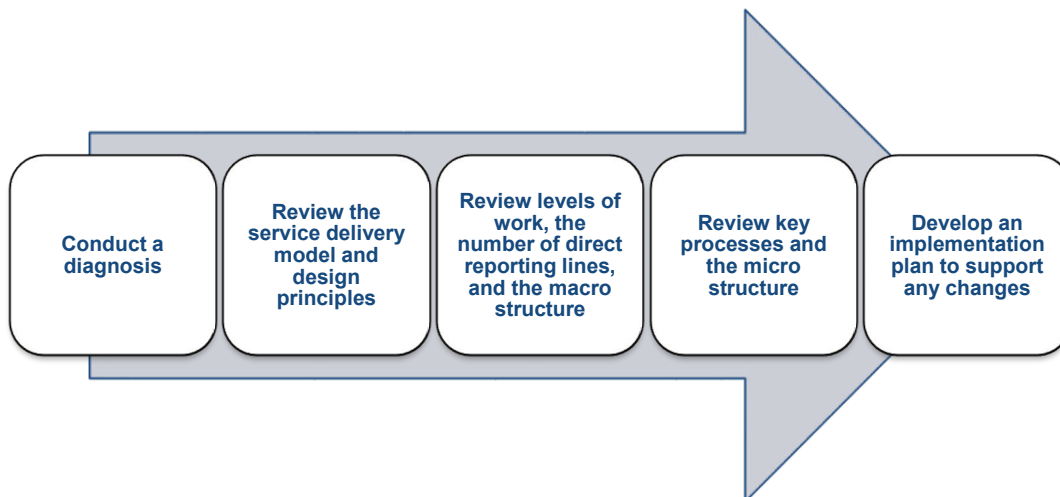 Conduct a
diagnosis
Review the
service delivery
model and
design
principles
Review levels of
work, the
number of direct
reporting lines,
and the macro
structure
Review key
processes and
the micro
structure
Develop an
implementation
plan to support
any changes